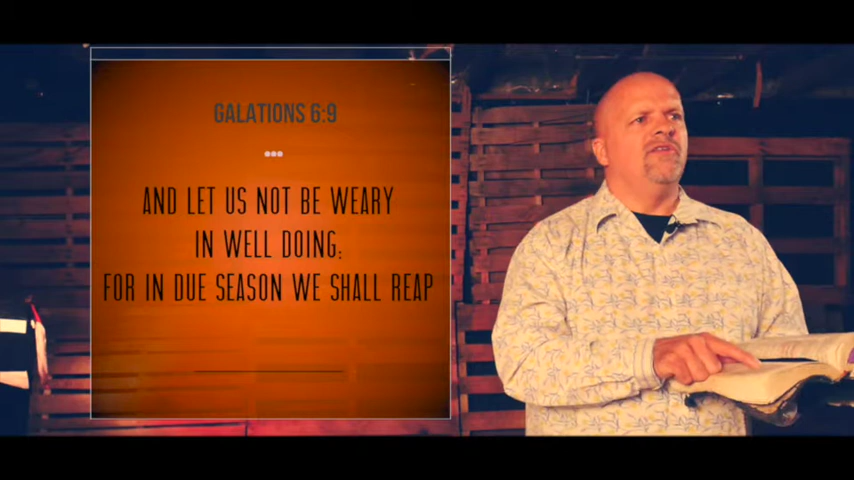 GALATIONS 6:9
AND LET US NOT BE WEARY
IN WELL DOING:
FOR IN DUE SEASON WE SHALL REAP